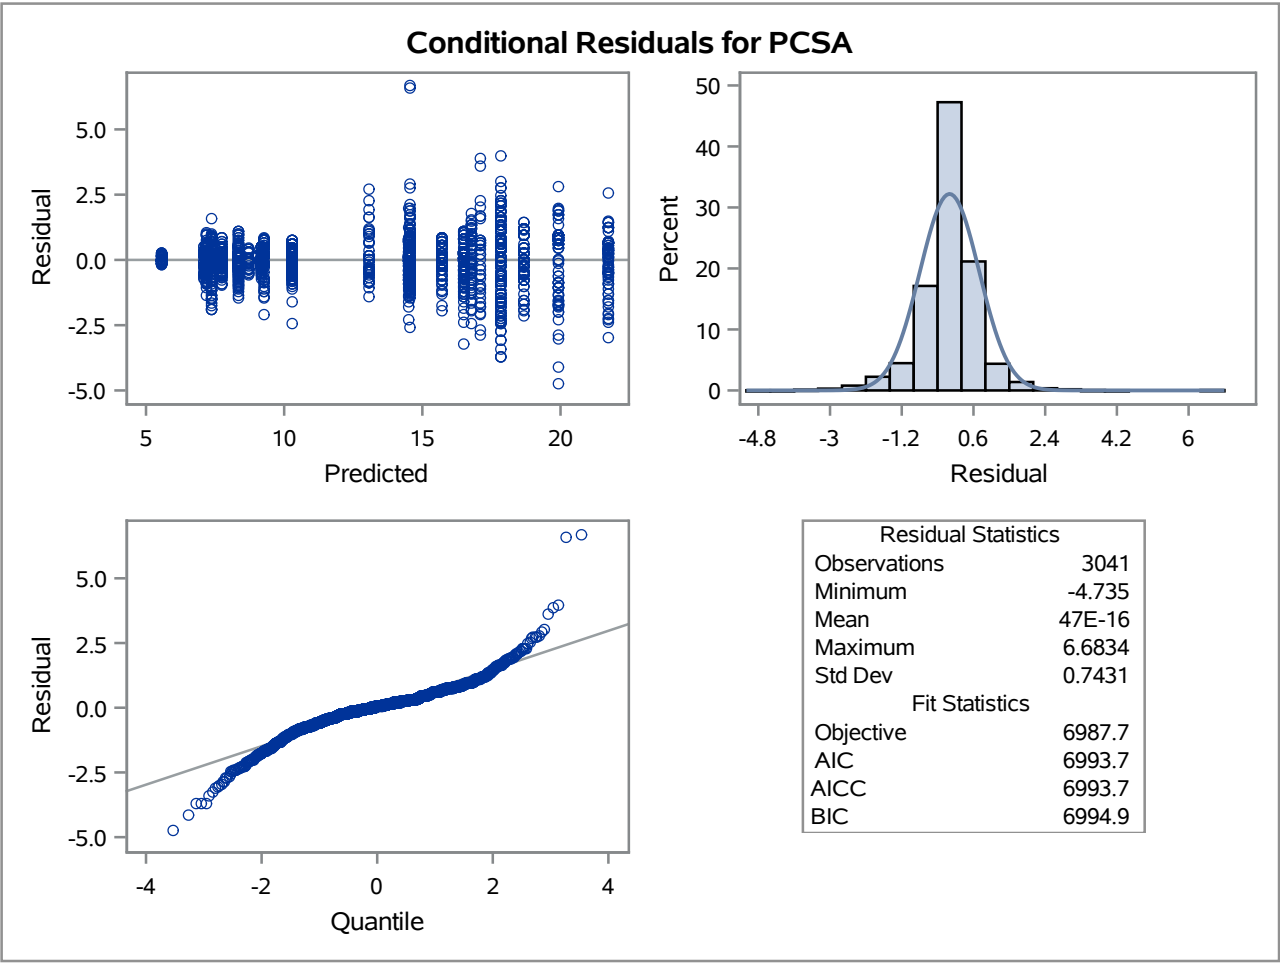 Conditional Residuals for PCSA
5.0
2.5
0.0
-2.5
-5.0
Residual
5 10 15 20
Predicted
50
40
30
20
10
0
Percent
-4.8 -3 -1.2 0.6 2.4 4.2 6
Residual
5.0
2.5
0.0
-2.5
-5.0
Residual
-4 -2 0 2 4
Quantile
Residual Statistics
Observations 3041
Minimum -4.735
Mean 47E-16
Maximum 6.6834
Std Dev 0.7431
Fit Statistics
Objective 6987.7
AIC 6993.7
AICC 6993.7
BIC 6994.9